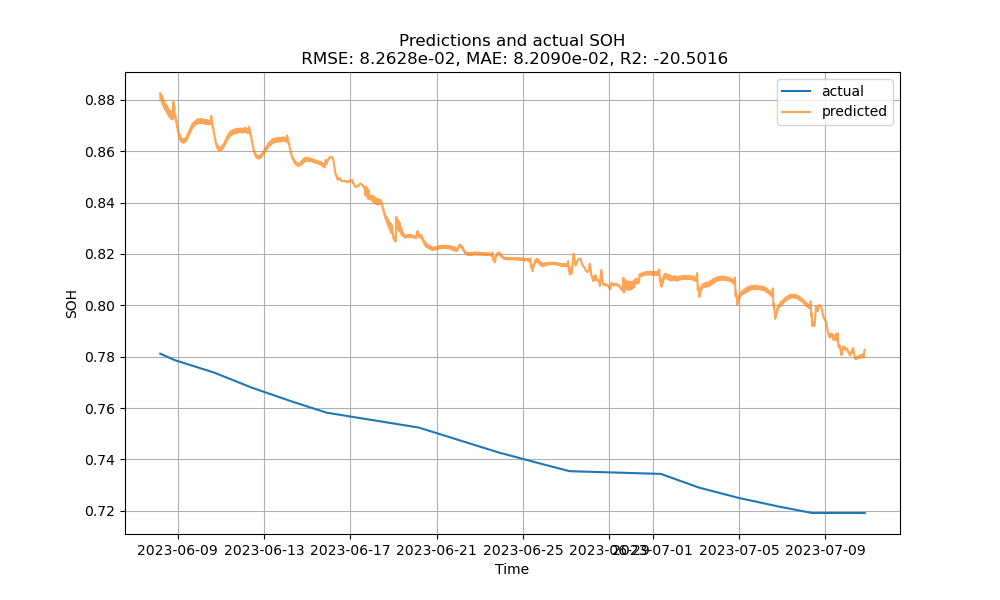 Predictions and actual SOH
RMSE: 8.2628e-02, MAE: 8.2090e-02, R2: -20.5016
actual
predicted
SOH
0.88
0.86
0.84
0.82
0.80
0.78
0.76
0.74
0.72
2023-06-09 2023-06-13 2023-06-17 2023-06-21 2023-06-25 2023-06-29 2023-07-01 2023-07-05 2023-07-09
Time